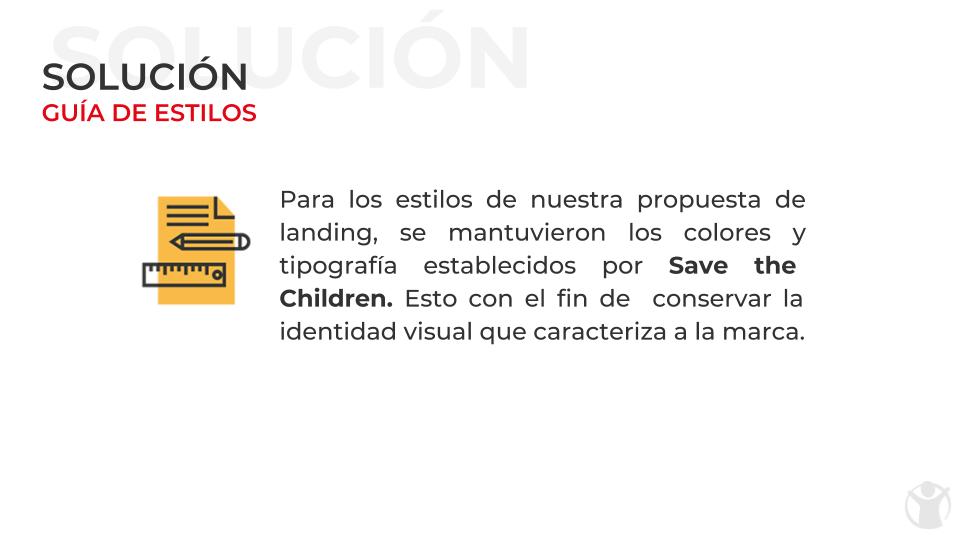 SOLUCIÓN
SOLUCIÓN
GUÍA DE ESTILOS
Para los estilos de nuestra propuesta de
landing, se mantuvieron los colores y
tipografía establecidos por Save the
Children. Esto con el fin de conservar la
identidad visual que caracteriza a la marca.